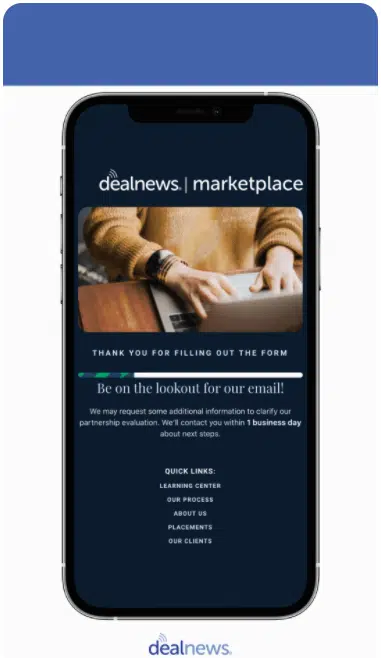 dealnews. | marketplace
THANK YOU FOR FILLING OUT THE FORM
Be on the lookout for our email!
We may request some additional information to clarify our
partnership evaluation. We'll contact you within 1 business day
about next steps.
QUICK LINKS:
LEARNING CENTER
OUR PROCESS
ABOUT US
PLACEMENTS
OUR CLIENTS
dealnews.